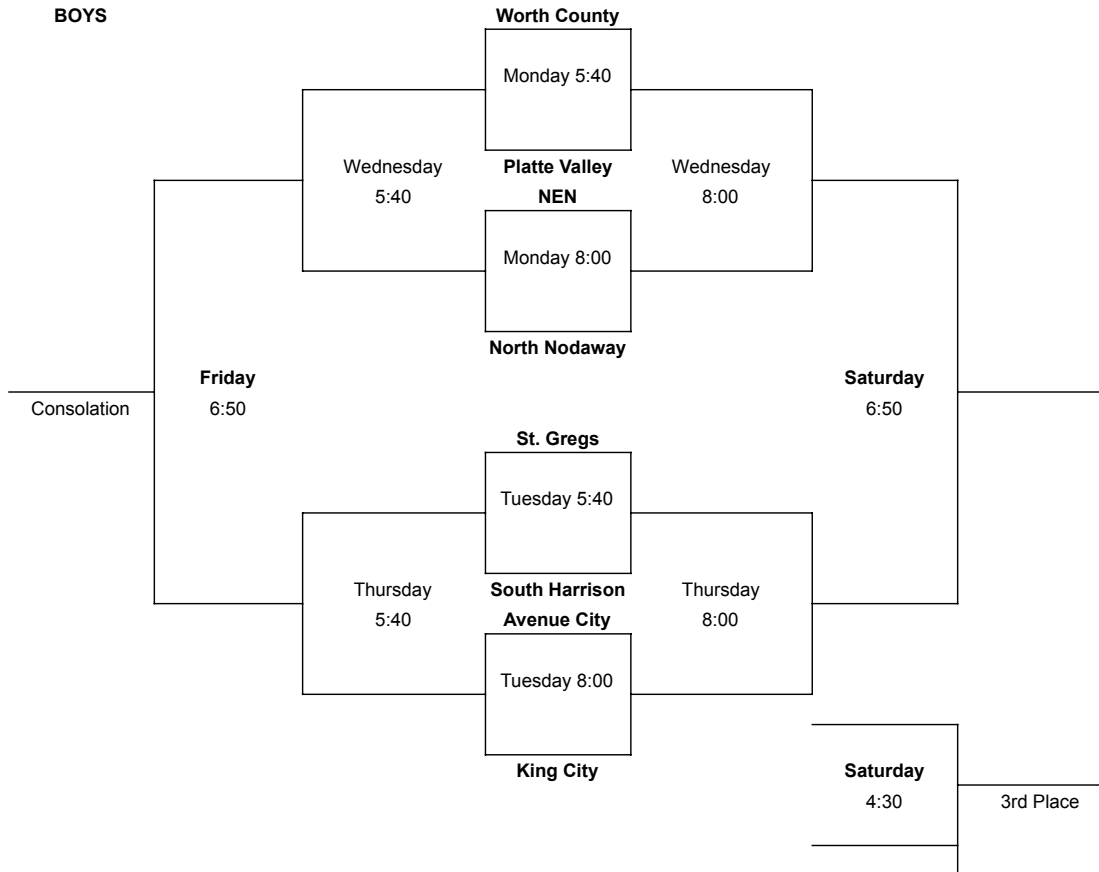 BOYS
Worth County
Monday 5:40
Wednesday
5:40
Platte Valley
Wednesday
8:00
NEN
Monday 8:00
North Nodaway
Friday
6:50
Saturday
6:50
Consolation
St. Gregs
Tuesday 5:40
Thursday
5:40
South Harrison
Thursday
8:00
Avenue City
Tuesday 8:00
King City
Saturday
4:30
3rd Place